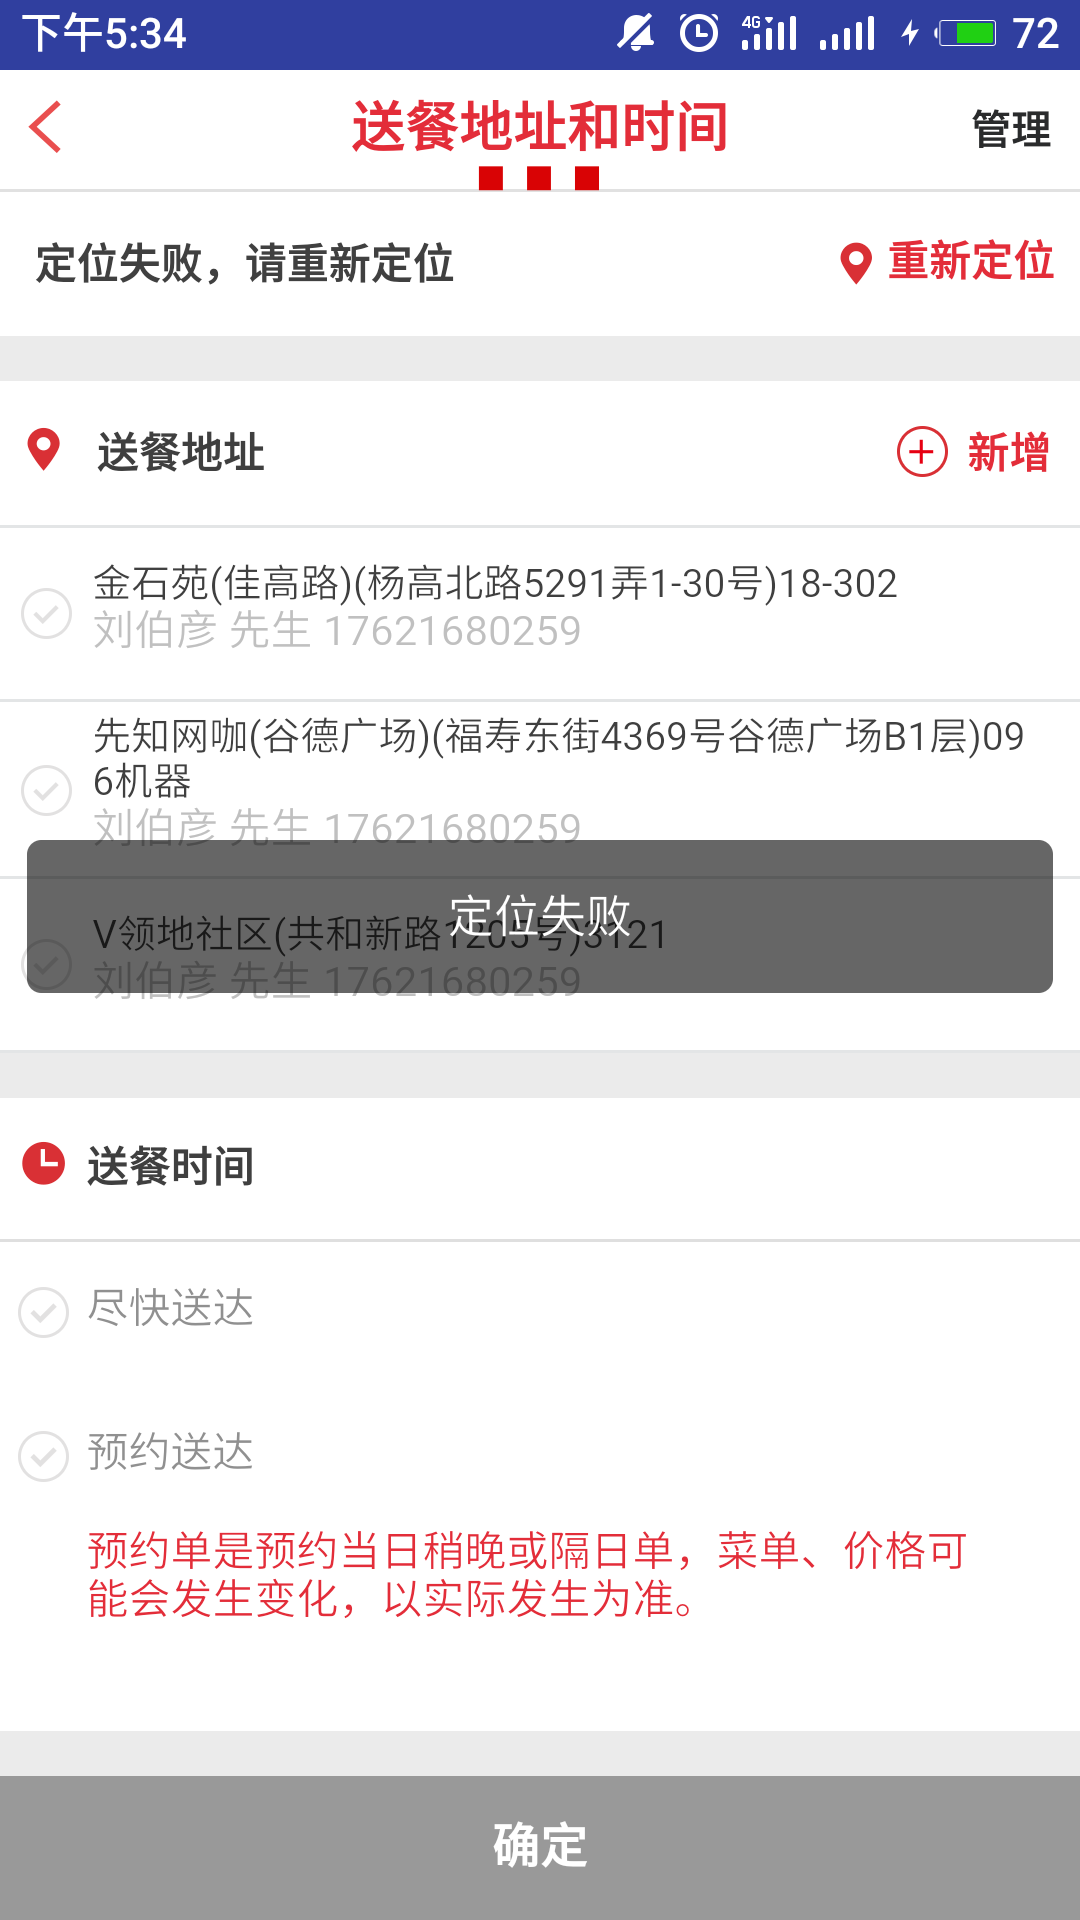 下午5:34
4G
72
送餐地址和时间
管理
定位失败，请重新定位
重新定位
送餐地址
新增
金石苑(佳高路)(杨高北路5291弄1-30号)18-302
刘伯彦 先生 17621680259
先知网咖(谷德广场)(福寿东街4369号谷德广场B1层)09
6机器
刘伯彦 先生 17621680259
定位失败
V领地社区(共和新路1205号)3121
刘伯彦 先生 17621680259
送餐时间
尽快送达
预约送达
预约单是预约当日稍晚或隔日单，菜单、价格可
能会发生变化，以实际发生为准。
确定